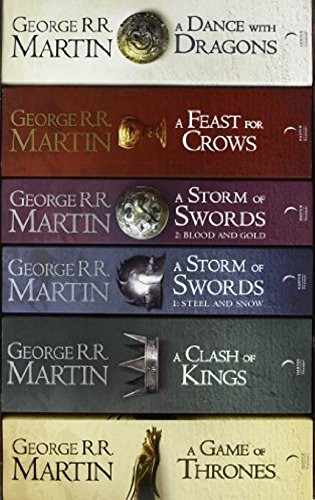 GEORGE R.R.
MARTIN
A DANCE WITH
DRAGONS
GEORGE R.R.
MARTIN
A FEAST FOR
CROWS
GEORGE R.R.
MARTIN
A STORM OF
SWORDS
2: BLOOD AND GOLD
GEORGE R.R.
MARTIN
A STORM OF
SWORDS
1: STEEL AND SNOW
GEORGE R.R.
MARTIN
A CLASH OF
KINGS
GEORGE R.R.
MARTIN
A GAME OF
THRONES